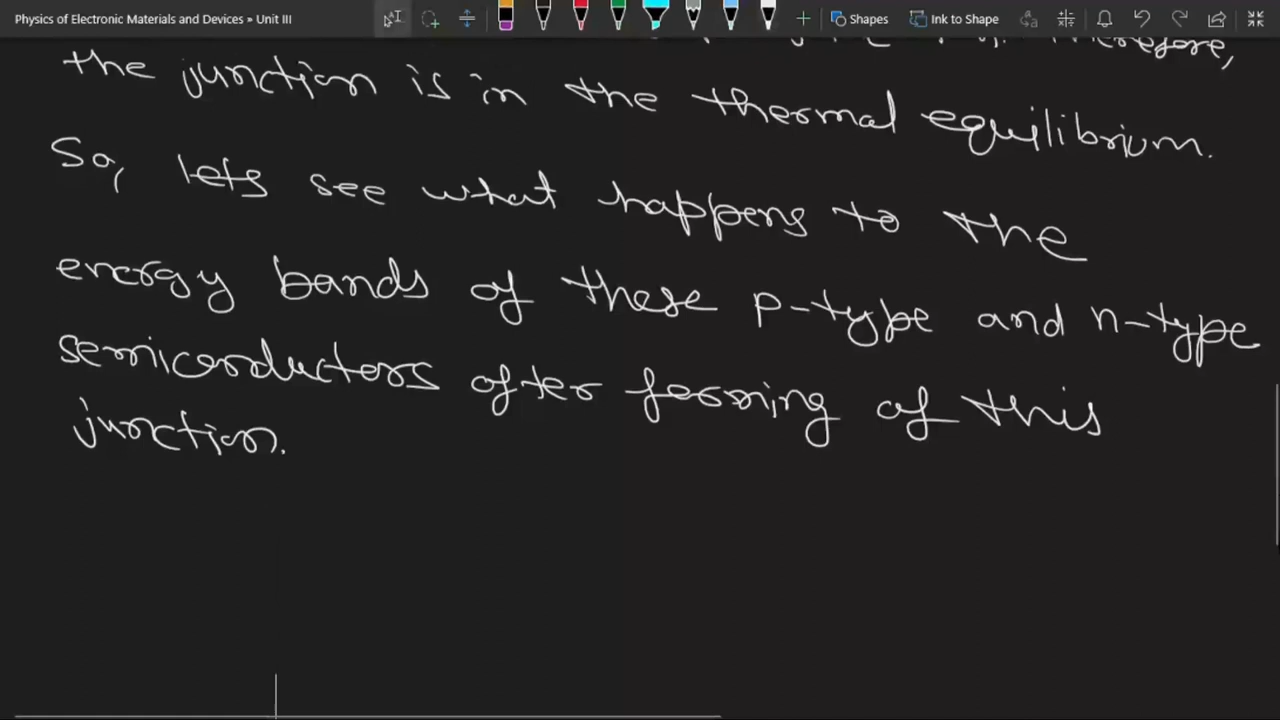 Physics of Electronic Materials and Devices » Unit III
Shapes
Ink to Shape
Therefore,
the junction is in the thermal equilibrium.
So, lets see what happens to the
energy bands of these p-type and n-type
semiconductors after forming of this
junction.